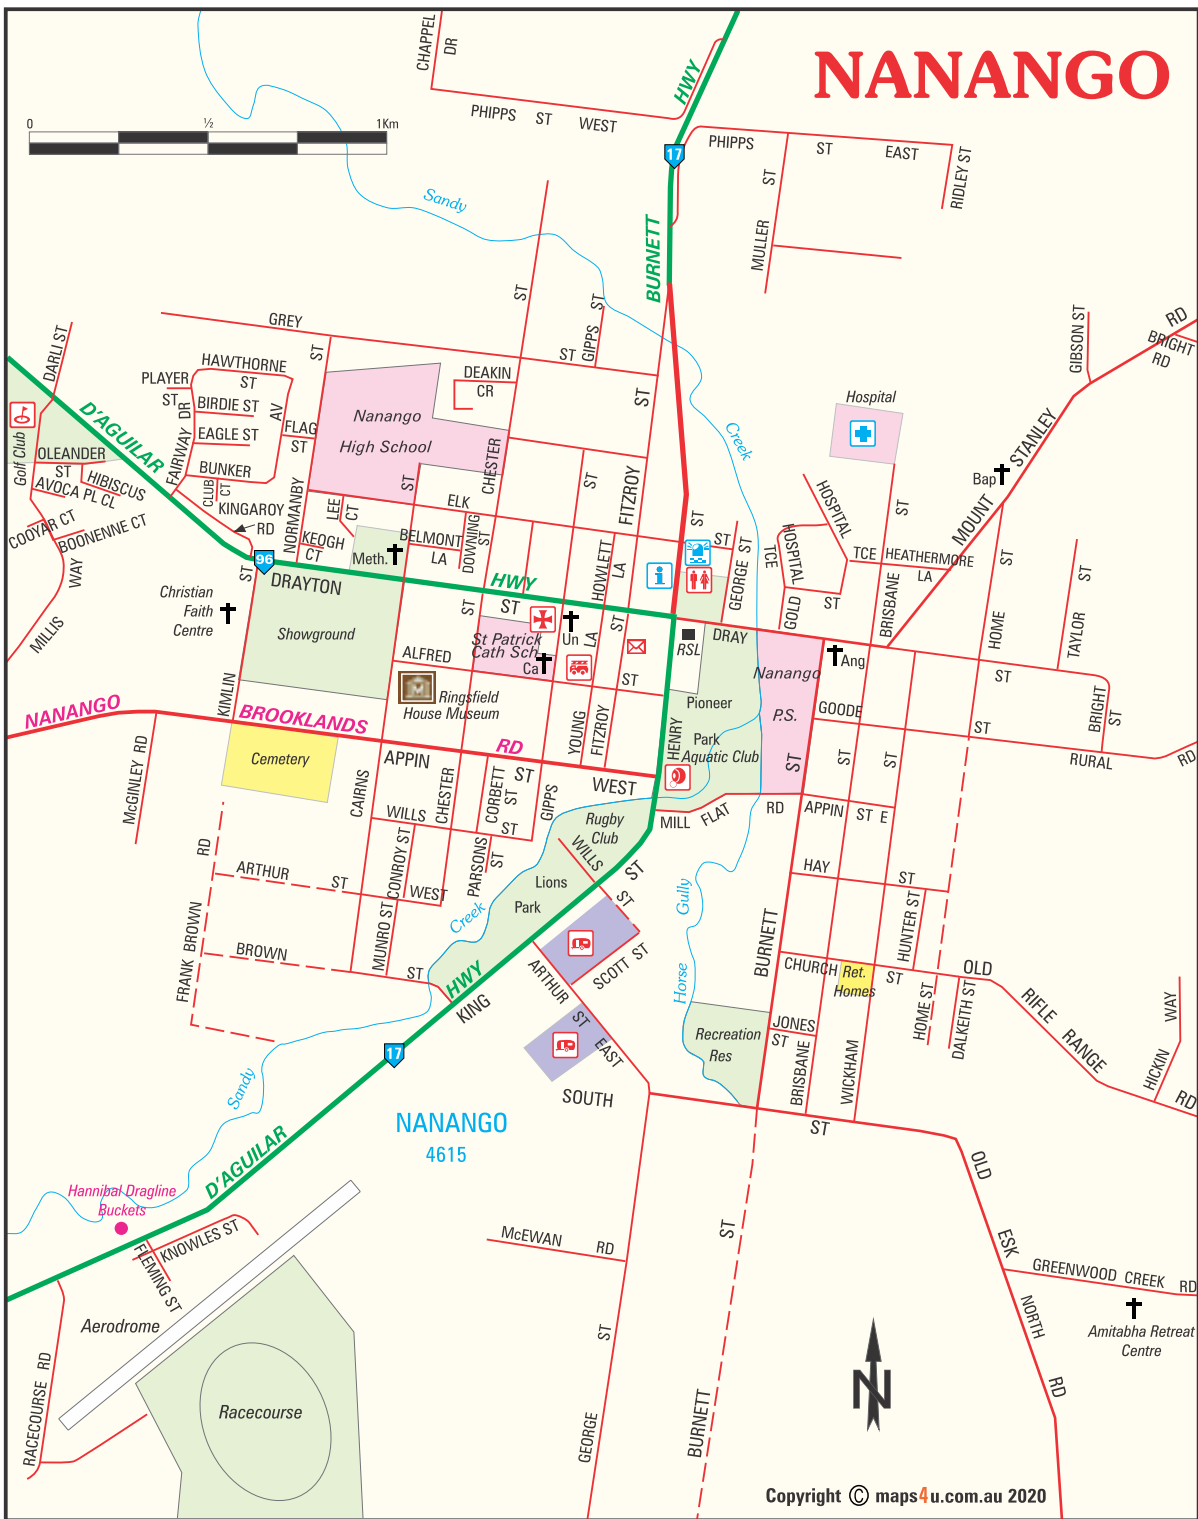 NANANGO
0 ½ 1Km
CHAPPEL
DR
PHIPPS ST WEST
HWY
17
PHIPPS ST EAST
RIDLEY ST
MULLER ST
Sandy
BURNETT
ST
GIPPS ST
GREY
ST
ST
DARLI ST
GIBSON ST
RD
BRIGHT
RD
HAWTHORNE
ST
PLAYER
ST
BIRDIE ST
EAGLE ST
FAIRWAY DR
AV
FLAG
ST
BUNKER
CLUB
CT
DEAKIN
CR
Nanango
High School
ST
Hospital
Creek
D'AGUILAR
Golf Club
OLEANDER
ST
HIBISCUS
AVOCA PL CL
COOYAR CT
BOONENNE CT
WAY
MILLIS
KINGAROY
RD
NORMANBY
LEE
CT
KEOGH
CT
ELK
ST
CHESTER
ST
FITZROY
ST
Bap
MOUNT STANLEY
HOSPITAL
TCE
HOSPITAL
TCE
HEATHERMORE
LA
ST
BRISBANE
GOLD ST
HOME ST
TAYLOR ST
Meth.
BELMONT
LA
DOWNING
ST
HOWLETT
LA
ST
ST
GEORGE ST
96
DRAYTON
HWY
ST
ST
Christian
Faith
Centre
Showground
KIMLIN
ST
ALFRED
ST
St Patrick
Cath Sch
Ca
Un
LA
ST
RSL
DRAY
Nanango
P.S.
Ang
GOODE
ST
ST
BRIGHT
ST
RURAL
RD
Ringsfield
House Museum
Pioneer
Park
Aquatic Club
HENRY
NANANGO
BROOKLANDS
RD
Cemetery
McGINLEY RD
CAIRNS
APPIN
ST
WEST
CHESTER
CORBETT
ST
GIPPS
YOUNG
FITZROY
WILLS
ST
CONROY ST
PARSONS
ST
Rugby
Club
WILLS
ST
ST
MILL FLAT RD
APPIN ST E
ST
ST
ST
HAY
ST
RD
FRANK BROWN
ARTHUR
ST
WEST
MUNRO ST
BROWN
ST
Creek
Lions
Park
Gully
Horse
BURNETT
HUNTER ST
CHURCH
ST
Ret.
Homes
OLD
RIFLE RANGE
RD
HWY
KING
ARTHUR
ST
EAST
SCOTT ST
Recreation
Res
JONES
ST
BRISBANE
WICKHAM
HOME ST
DALKEITH ST
HICKIN
WAY
17
Sandy
SOUTH
ST
NANANGO
4615
D'AGUILAR
Hannibal Dragline
Buckets
KNOWLES ST
FLEMING ST
McEWAN RD
ST
OLD
ESK
NORTH
RD
GREENWOOD CREEK RD
Amitabha Retreat
Centre
Aerodrome
RACECOURSE RD
Racecourse
GEORGE
ST
BURNETT
N
Copyright © maps4u.com.au 2020